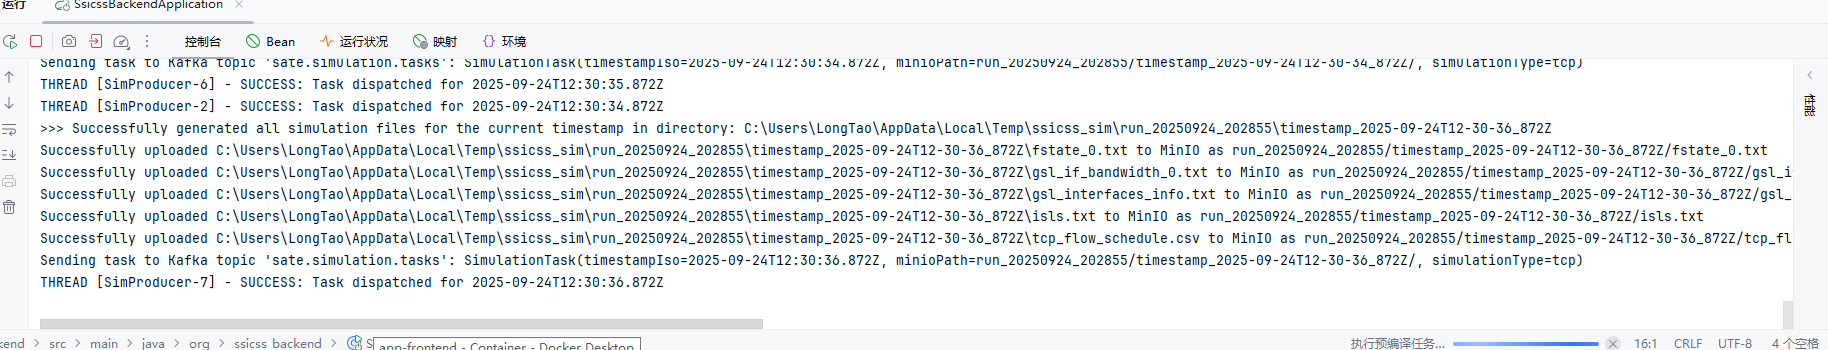 运行 SsicssBackendApplication
控制台 Bean 运行状况 映射 环境
Sending task to Kafka topic 'sate.simulation.tasks': SimulationTask(timestampIso=2025-09-24T12:30:34.872Z, minioPath=run_20250924_202855/timestamp_2025-09-24T12-30-34_872Z/, simulationType=tcp)
THREAD [SimProducer-6] - SUCCESS: Task dispatched for 2025-09-24T12:30:35.872Z
THREAD [SimProducer-2] - SUCCESS: Task dispatched for 2025-09-24T12:30:34.872Z
>>> Successfully generated all simulation files for the current timestamp in directory: C:\Users\LongTao\AppData\Local\Temp\ssicss_sim\run_20250924_202855\timestamp_2025-09-24T12-30-36_872Z
Successfully uploaded C:\Users\LongTao\AppData\Local\Temp\ssicss_sim\run_20250924_202855\timestamp_2025-09-24T12-30-36_872Z\fstate_0.txt to MinIO as run_20250924_202855/timestamp_2025-09-24T12-30-36_872Z/fstate_0.txt
Successfully uploaded C:\Users\LongTao\AppData\Local\Temp\ssicss_sim\run_20250924_202855\timestamp_2025-09-24T12-30-36_872Z\gsl_if_bandwidth_0.txt to MinIO as run_20250924_202855/timestamp_2025-09-24T12-30-36_872Z/gsl_i
Successfully uploaded C:\Users\LongTao\AppData\Local\Temp\ssicss_sim\run_20250924_202855\timestamp_2025-09-24T12-30-36_872Z\gsl_interfaces_info.txt to MinIO as run_20250924_202855/timestamp_2025-09-24T12-30-36_872Z/gsl_
Successfully uploaded C:\Users\LongTao\AppData\Local\Temp\ssicss_sim\run_20250924_202855\timestamp_2025-09-24T12-30-36_872Z\isls.txt to MinIO as run_20250924_202855/timestamp_2025-09-24T12-30-36_872Z/isls.txt
Successfully uploaded C:\Users\LongTao\AppData\Local\Temp\ssicss_sim\run_20250924_202855\timestamp_2025-09-24T12-30-36_872Z\tcp_flow_schedule.csv to MinIO as run_20250924_202855/timestamp_2025-09-24T12-30-36_872Z/tcp_fl
Sending task to Kafka topic 'sate.simulation.tasks': SimulationTask(timestampIso=2025-09-24T12:30:36.872Z, minioPath=run_20250924_202855/timestamp_2025-09-24T12-30-36_872Z/, simulationType=tcp)
THREAD [SimProducer-7] - SUCCESS: Task dispatched for 2025-09-24T12:30:36.872Z
性能
kend > src > main > java > org > ssicss backend > S
app-frontend - Container - Docker Desktop
执行预编译任务... 16:1 CRLF UTF-8 4 个空格